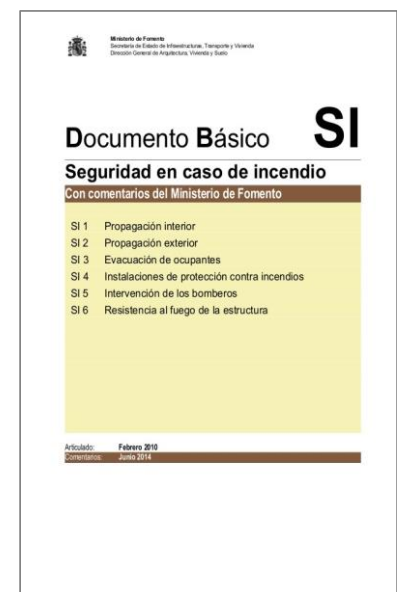 Ministerio de Fomento
Secretaría de Estado de Infraestructuras, Transporte y Vivienda
Dirección General de Arquitectura, Vivienda y Suelo
Documento Básico SI
Seguridad en caso de incendio
Con comentarios del Ministerio de Fomento
SI 1 Propagación interior
SI 2 Propagación exterior
SI 3 Evacuación de ocupantes
SI 4 Instalaciones de protección contra incendios
SI 5 Intervención de los bomberos
SI 6 Resistencia al fuego de la estructura
Articulado: Febrero 2010
Comentarios: Junio 2014